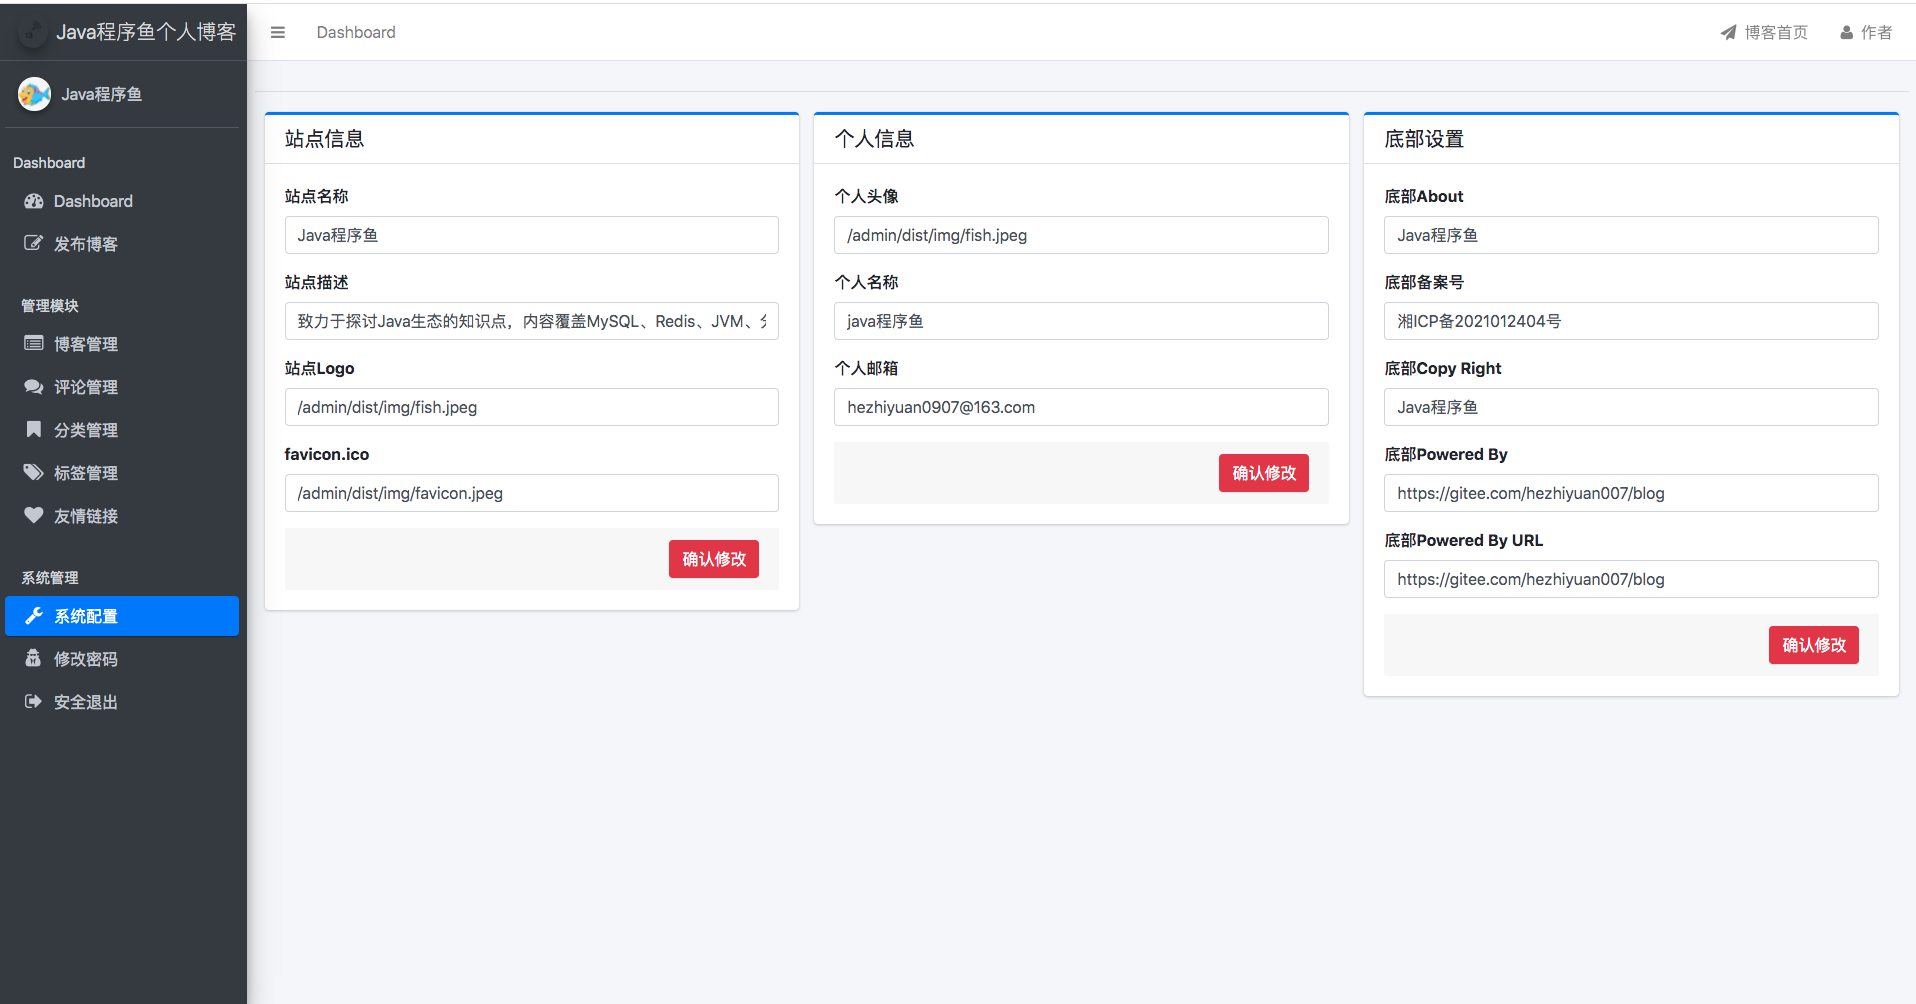 Java程序鱼个人博客
Dashboard
博客首页
作者
Java程序鱼
Dashboard
Dashboard
发布博客
管理模块
博客管理
评论管理
分类管理
标签管理
友情链接
系统管理
系统配置
修改密码
安全退出
站点信息
站点名称
Java程序鱼
站点描述
致力于探讨Java生态的知识点，内容覆盖MySQL、Redis、JVM、
站点Logo
/admin/dist/img/fish.jpeg
favicon.ico
/admin/dist/img/favicon.jpeg
确认修改
个人信息
个人头像
/admin/dist/img/fish.jpeg
个人名称
java程序鱼
个人邮箱
hezhiyuan0907@163.com
确认修改
底部设置
底部About
Java程序鱼
底部备案号
湘ICP备2021012404号
底部Copy Right
Java程序鱼
底部Powered By
https://gitee.com/hezhiyuan007/blog
底部Powered By URL
https://gitee.com/hezhiyuan007/blog
确认修改